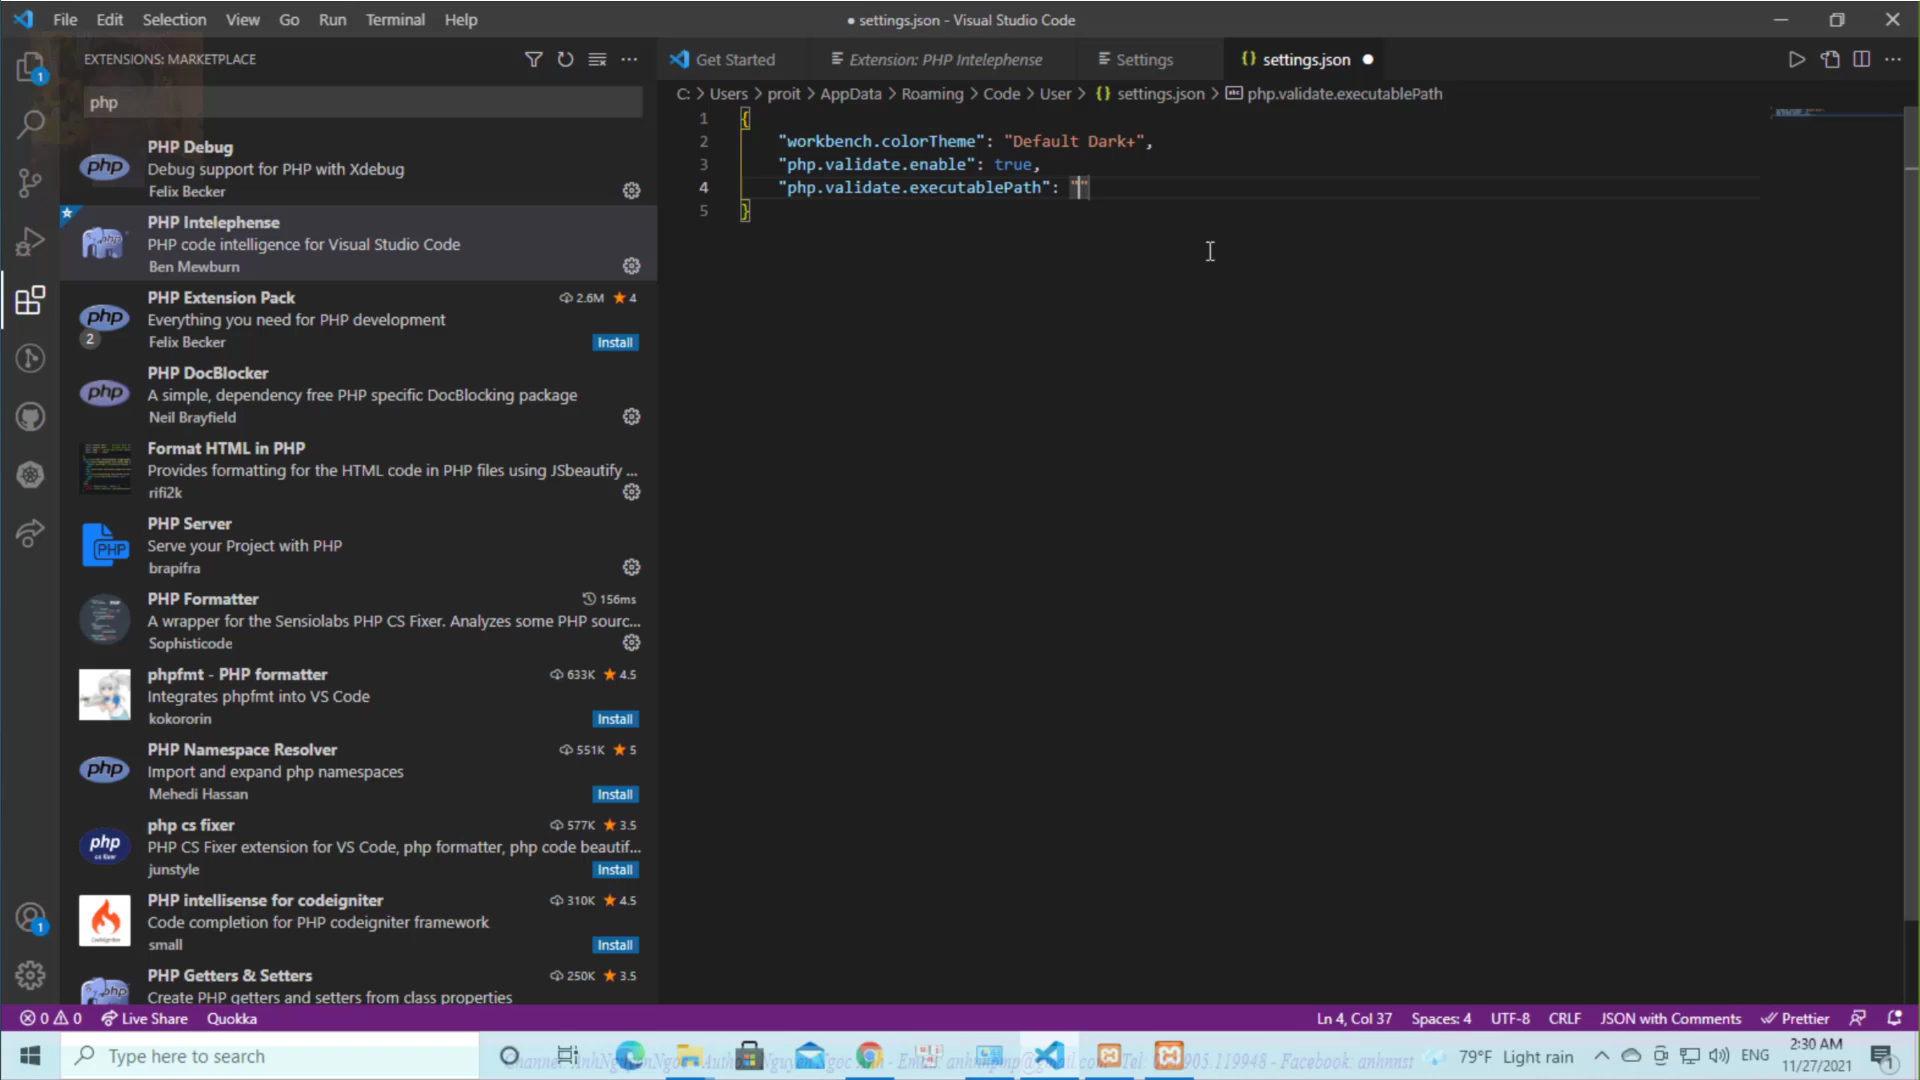 File Edit Selection View Go Run Terminal Help
● settings.json - Visual Studio Code
EXTENSIONS: MARKETPLACE
php
PHP Debug
Debug support for PHP with Xdebug
Felix Becker
PHP Intelephense
PHP code intelligence for Visual Studio Code
Ben Mewburn
PHP Extension Pack 2.6M 4
Everything you need for PHP development
Felix Becker Install
2
PHP DocBlocker
A simple, dependency free PHP specific DocBlocking package
Neil Brayfield
Format HTML in PHP
Provides formatting for the HTML code in PHP files using JSbeautify ...
rifi2k
PHP Server
Serve your Project with PHP
brapifra
PHP Formatter 156ms
A wrapper for the Sensiolabs PHP CS Fixer. Analyzes some PHP sourc...
Sophisticode
phpfmt - PHP formatter 633K 4.5
Integrates phpfmt into VS Code
kokororin Install
PHP Namespace Resolver 551K 5
Import and expand php namespaces
Mehedi Hassan Install
php cs fixer 577K 3.5
PHP CS Fixer extension for VS Code, php formatter, php code beautif...
junstyle Install
PHP intellisense for codeigniter 310K 4.5
Code completion for PHP codeigniter framework
small Install
PHP Getters & Setters 250K 3.5
Create PHP getters and setters from class properties
Get Started Extension: PHP Intelephense Settings {} settings.json ●
C: > Users > proit > AppData > Roaming > Code > User > {} settings.json > php.validate.executablePath
1 {
2 "workbench.colorTheme": "Default Dark+",
3 "php.validate.enable": true,
4 "php.validate.executablePath": ""
5 }
0 0 Live Share Quokka
Ln 4, Col 37 Spaces: 4 UTF-8 CRLF JSON with Comments Prettier
Type here to search
79°F Light rain ENG 2:30 AM
11/27/2021